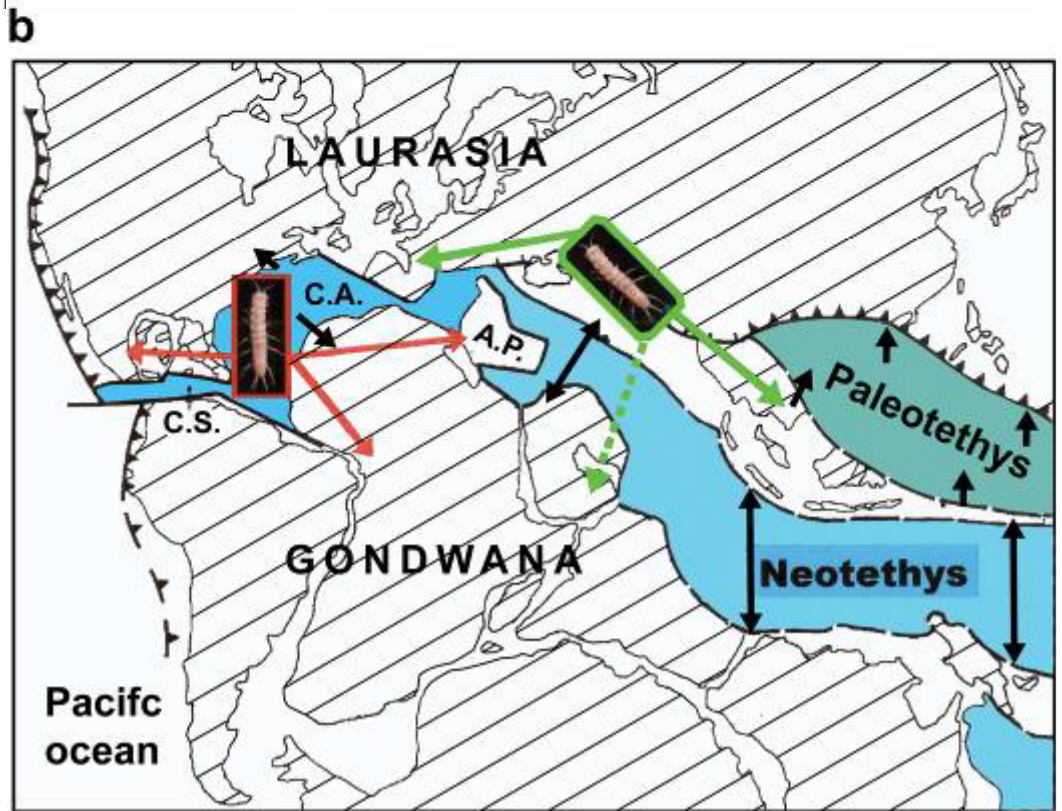 b
LAURASIA
C.A.
A.P.
C.S.
Paleotethys
GONDWANA
Neotethys
Pacifc
ocean